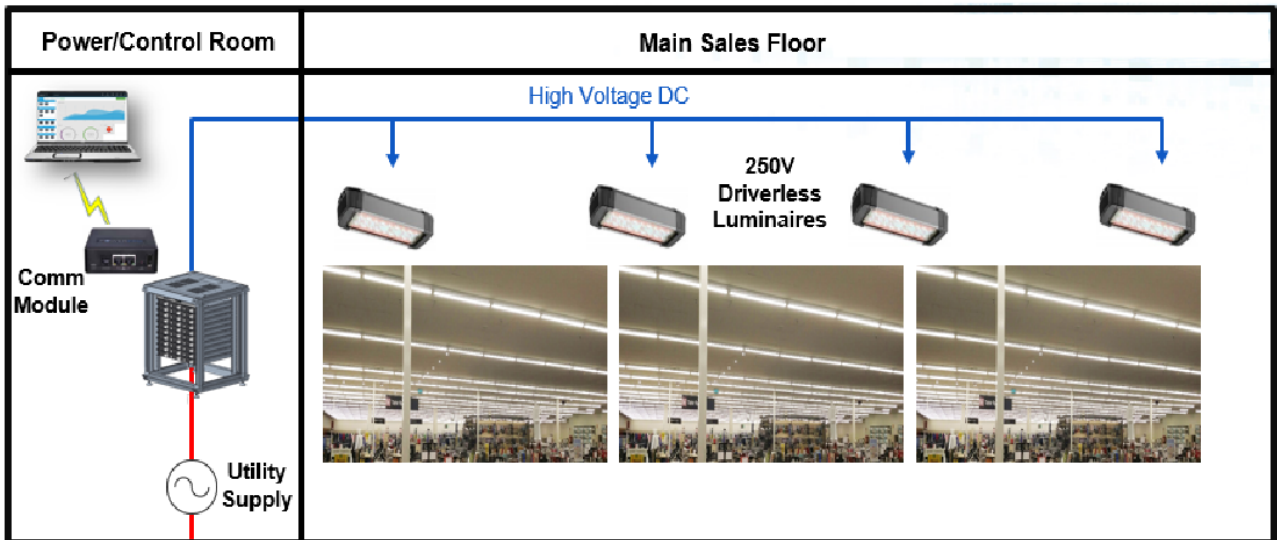 Power/Control Room
Main Sales Floor
High Voltage DC
250V
Driverless
Luminaires
Comm
Module
Utility
Supply